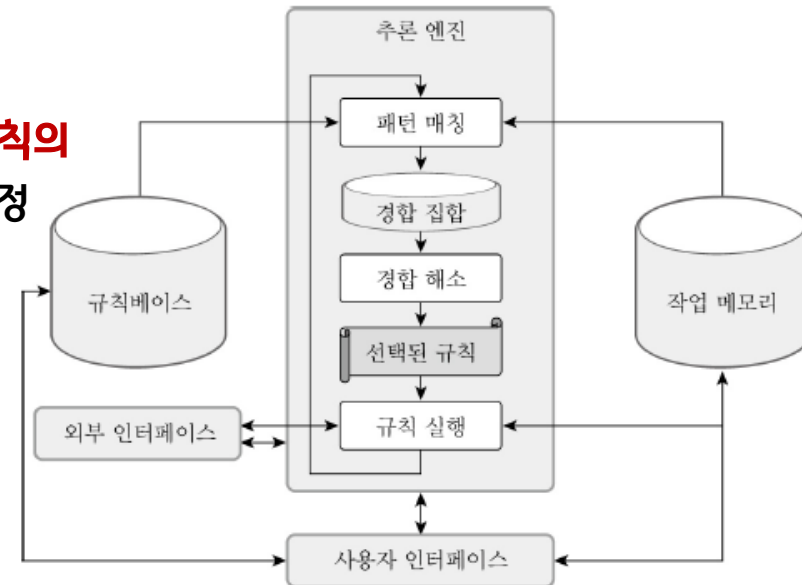 추론 엔진
칙의
정
패턴 매칭
경합 집합
규칙베이스
경합 해소
작업 메모리
선택된 규칙
외부 인터페이스
규칙 실행
사용자 인터페이스